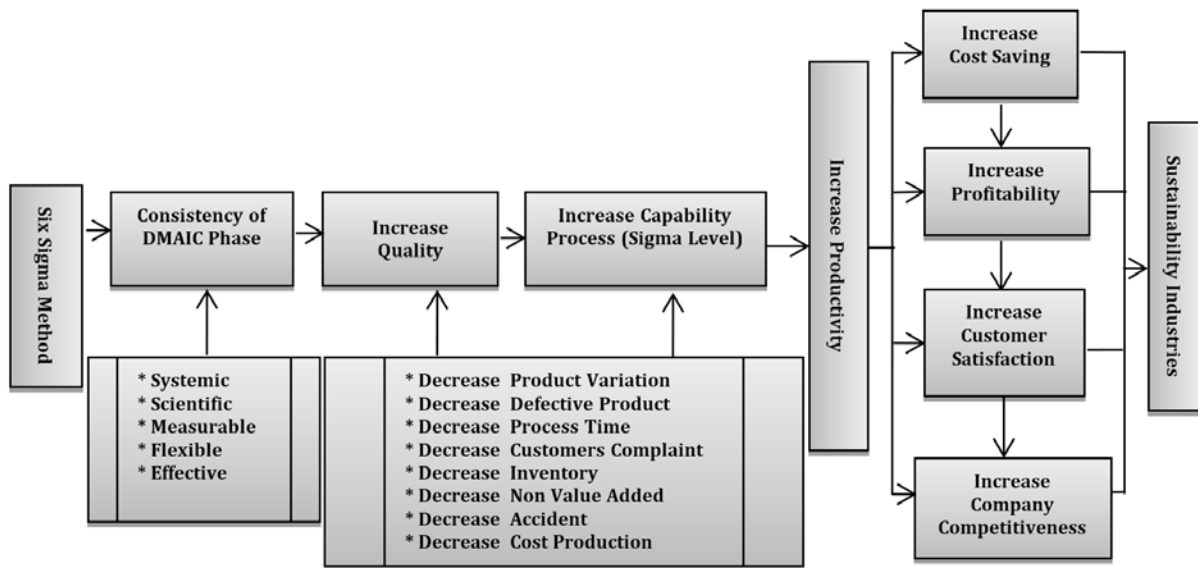 Six Sigma Method
Consistency of
DMAIC Phase
* Systemic
* Scientific
* Measurable
* Flexible
* Effective
Increase
Quality
Increase Capability
Process (Sigma Level)
* Decrease Product Variation
* Decrease Defective Product
* Decrease Process Time
* Decrease Customers Complaint
* Decrease Inventory
* Decrease Non Value Added
* Decrease Accident
* Decrease Cost Production
Increase Productivity
Increase
Cost Saving
Increase
Profitability
Increase
Customer
Satisfaction
Increase
Company
Competitiveness
Sustainability Industries